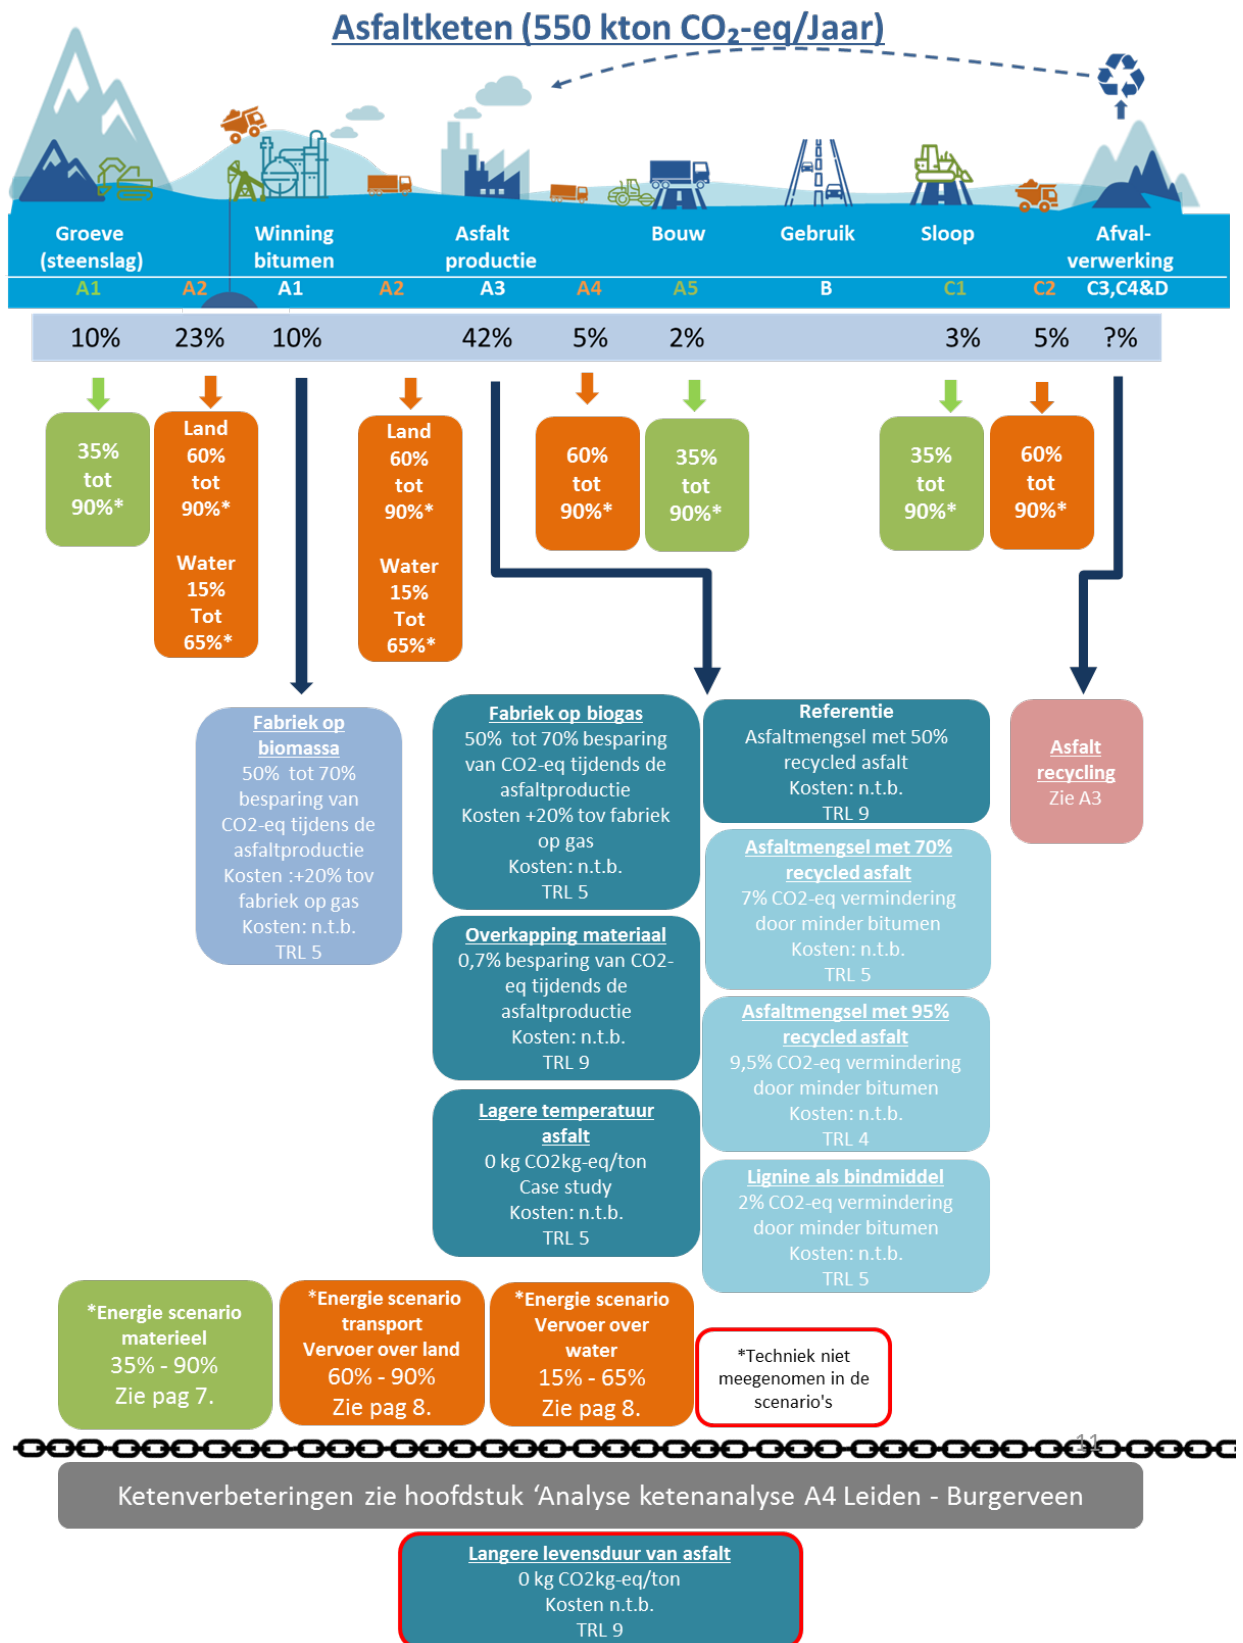 Asfaltketen (550 kton CO₂-eq/Jaar)
Groeve
(steenslag)
Winning
bitumen
Asfalt
productie
Bouw
Gebruik
Sloop
Afval-
verwerking
A1
A2
A1
A2
A3
A4
A5
B
C1
C2
C3,C4&D
10%
23%
10%
42%
5%
2%
3%
5%
?%
35%
tot
90%*
Land
60%
tot
90%*
Water
15%
Tot
65%*
Land
60%
tot
90%*
Water
15%
Tot
65%*
60%
tot
90%*
35%
tot
90%*
35%
tot
90%*
60%
tot
90%*
Fabriek op
biomassa
50% tot 70%
besparing van
CO2-eq tijdens de
asfaltproductie
Kosten :+20% tov
fabriek op gas
Kosten: n.t.b.
TRL 5
Fabriek op biogas
50% tot 70% besparing
van CO2-eq tijdends de
asfaltproductie
Kosten +20% tov fabriek
op gas
Kosten: n.t.b.
TRL 5
Overkapping materiaal
0,7% besparing van CO2-
eq tijdends de
asfaltproductie
Kosten: n.t.b.
TRL 9
Lagere temperatuur
asfalt
0 kg CO2kg-eq/ton
Case study
Kosten: n.t.b.
TRL 5
Referentie
Asfaltmengsel met 50%
recycled asfalt
Kosten: n.t.b.
TRL 9
Asfaltmengsel met 70%
recycled asfalt
7% CO2-eq vermindering
door minder bitumen
Kosten: n.t.b.
TRL 5
Asfaltmengsel met 95%
recycled asfalt
9,5% CO2-eq vermindering
door minder bitumen
Kosten: n.t.b.
TRL 4
Lignine als bindmiddel
2% CO2-eq vermindering
door minder bitumen
Kosten: n.t.b.
TRL 5
Asfalt
recycling
Zie A3
*Energie scenario
materieel
35% - 90%
Zie pag 7.
*Energie scenario
transport
Vervoer over land
60% - 90%
Zie pag 8.
*Energie scenario
Vervoer over
water
15% - 65%
Zie pag 8.
*Techniek niet
meegenomen in de
scenario's
11
Ketenverbeteringen zie hoofdstuk ‘Analyse ketenanalyse A4 Leiden - Burgerveen
Langere levensduur van asfalt
0 kg CO2kg-eq/ton
Kosten n.t.b.
TRL 9